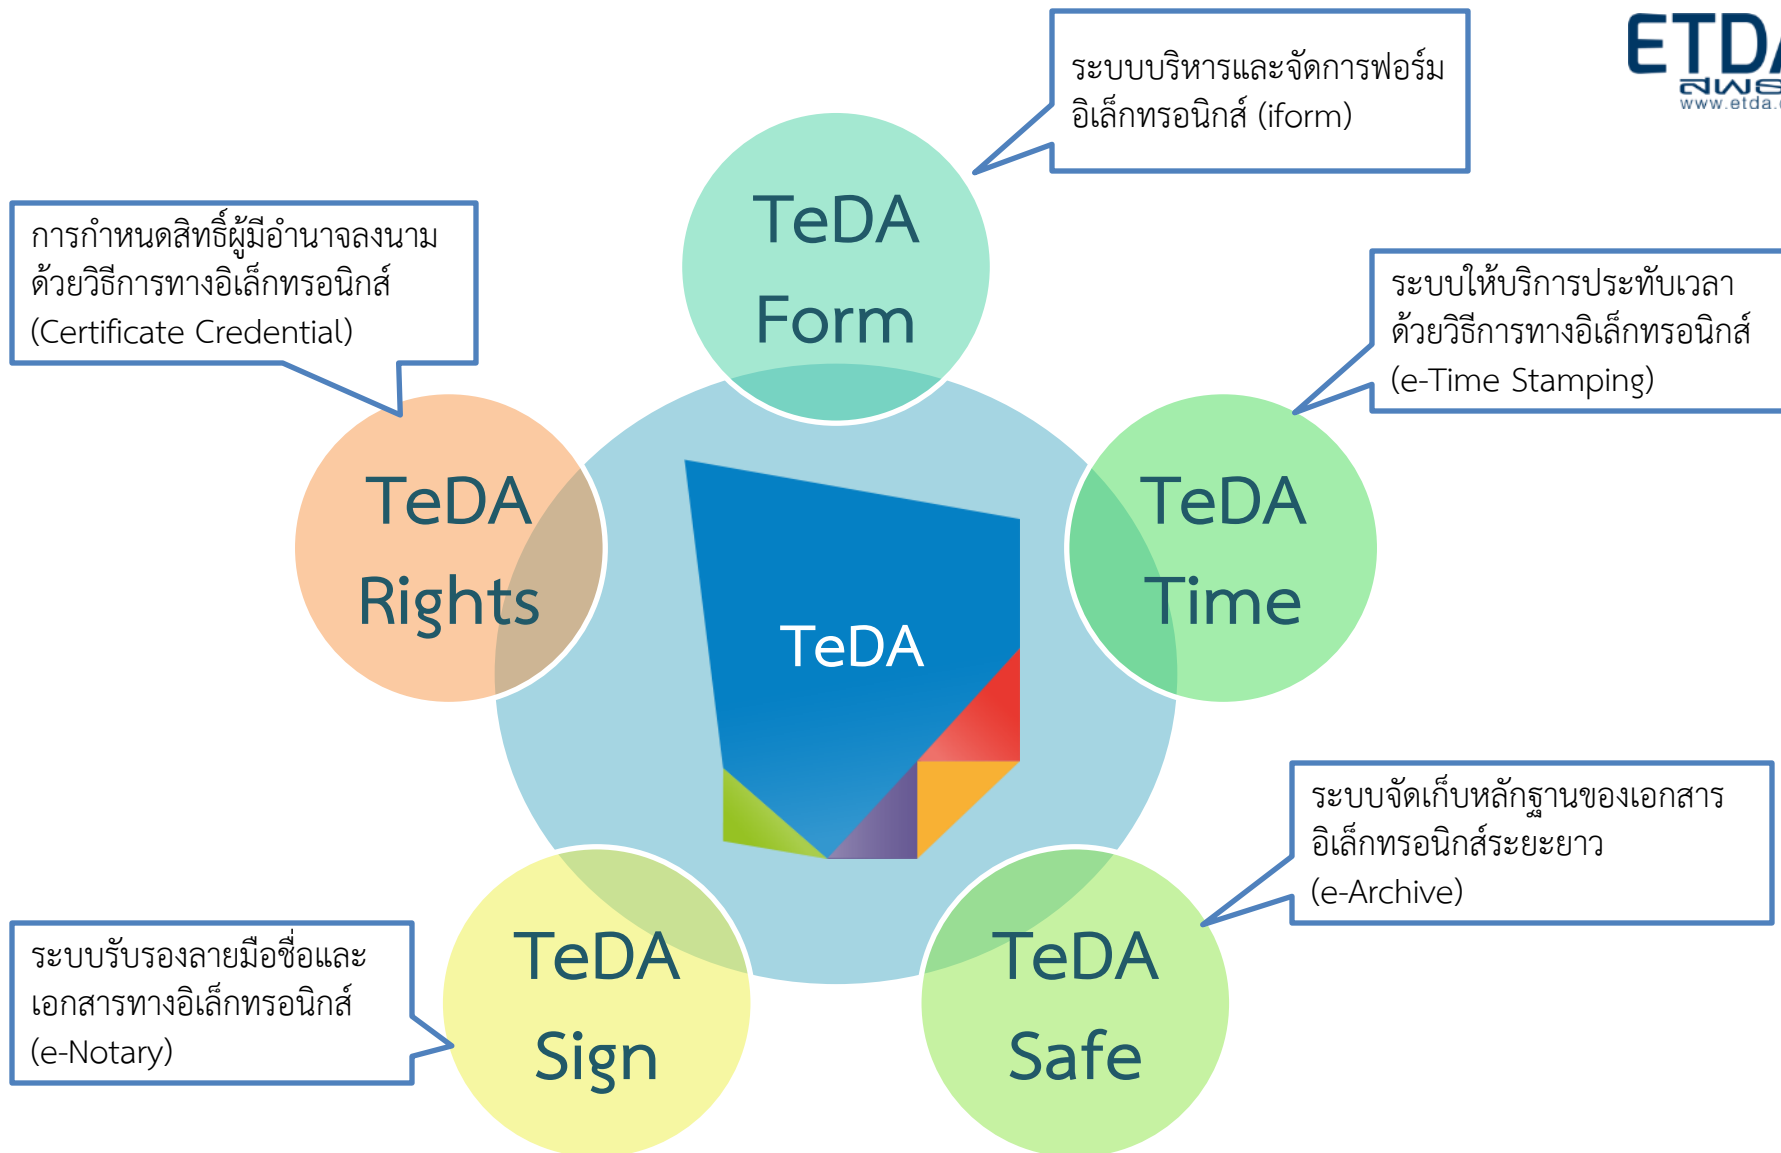 ETDA
สพธอ
www.etda.
ระบบบริหารและจัดการฟอร์ม
อิเล็กทรอนิกส์ (iform)
TeDA
Form
การกำหนดสิทธิ์ผู้มีอำนาจลงนาม
ด้วยวิธีการทางอิเล็กทรอนิกส์
(Certificate Credential)
ระบบให้บริการประทับเวลา
ด้วยวิธีการทางอิเล็กทรอนิกส์
(e-Time Stamping)
TeDA
Rights
TeDA
Time
TeDA
ระบบจัดเก็บหลักฐานของเอกสาร
อิเล็กทรอนิกส์ระยะยาว
(e-Archive)
ระบบรับรองลายมือชื่อและ
เอกสารทางอิเล็กทรอนิกส์
(e-Notary)
TeDA
Sign
TeDA
Safe